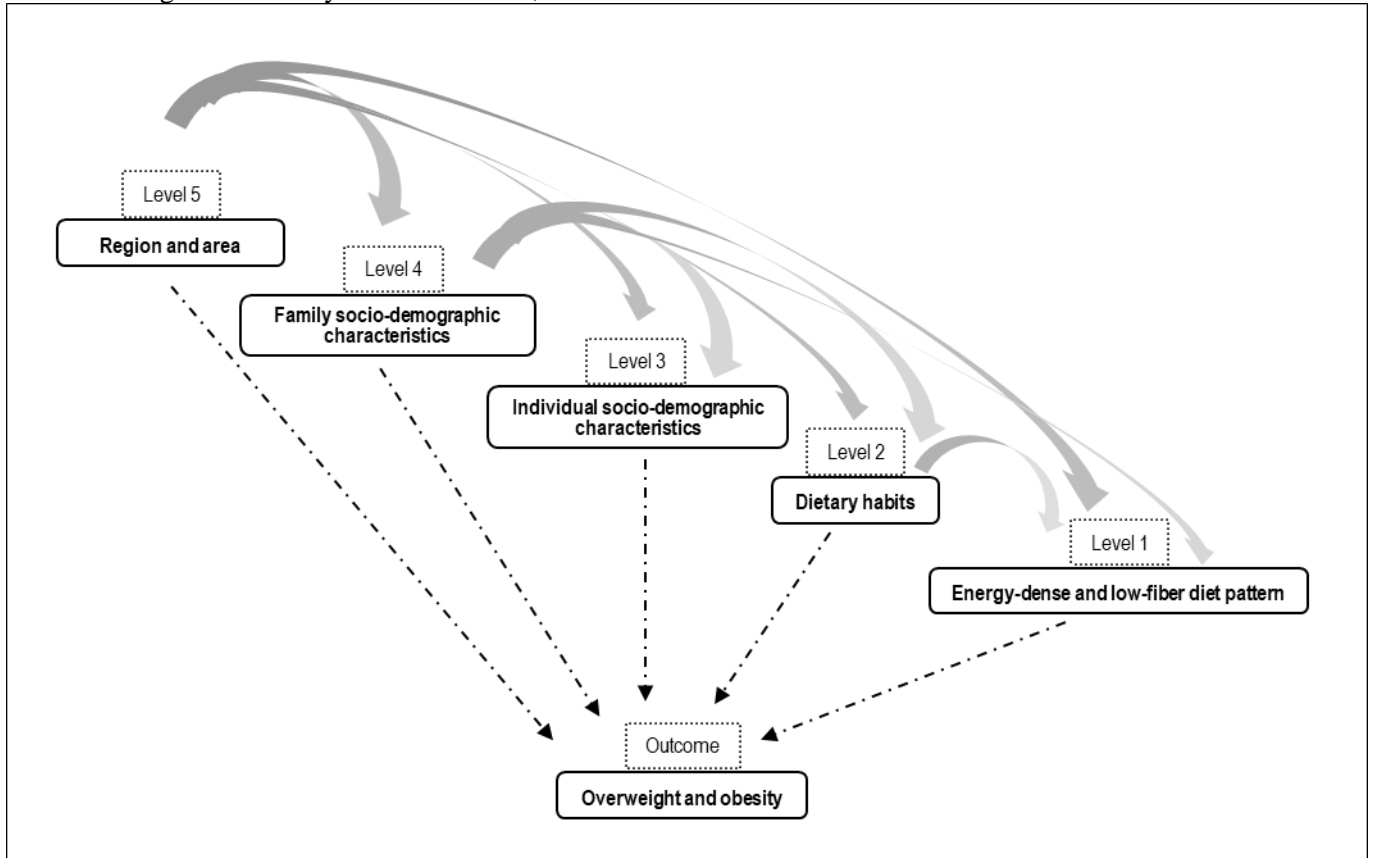 Level 5
Region and area
Level 4
Family socio-demographic
characteristics
Level 3
Individual socio-demographic
characteristics
Level 2
Dietary habits
Level 1
Energy-dense and low-fiber diet pattern
Outcome
Overweight and obesity